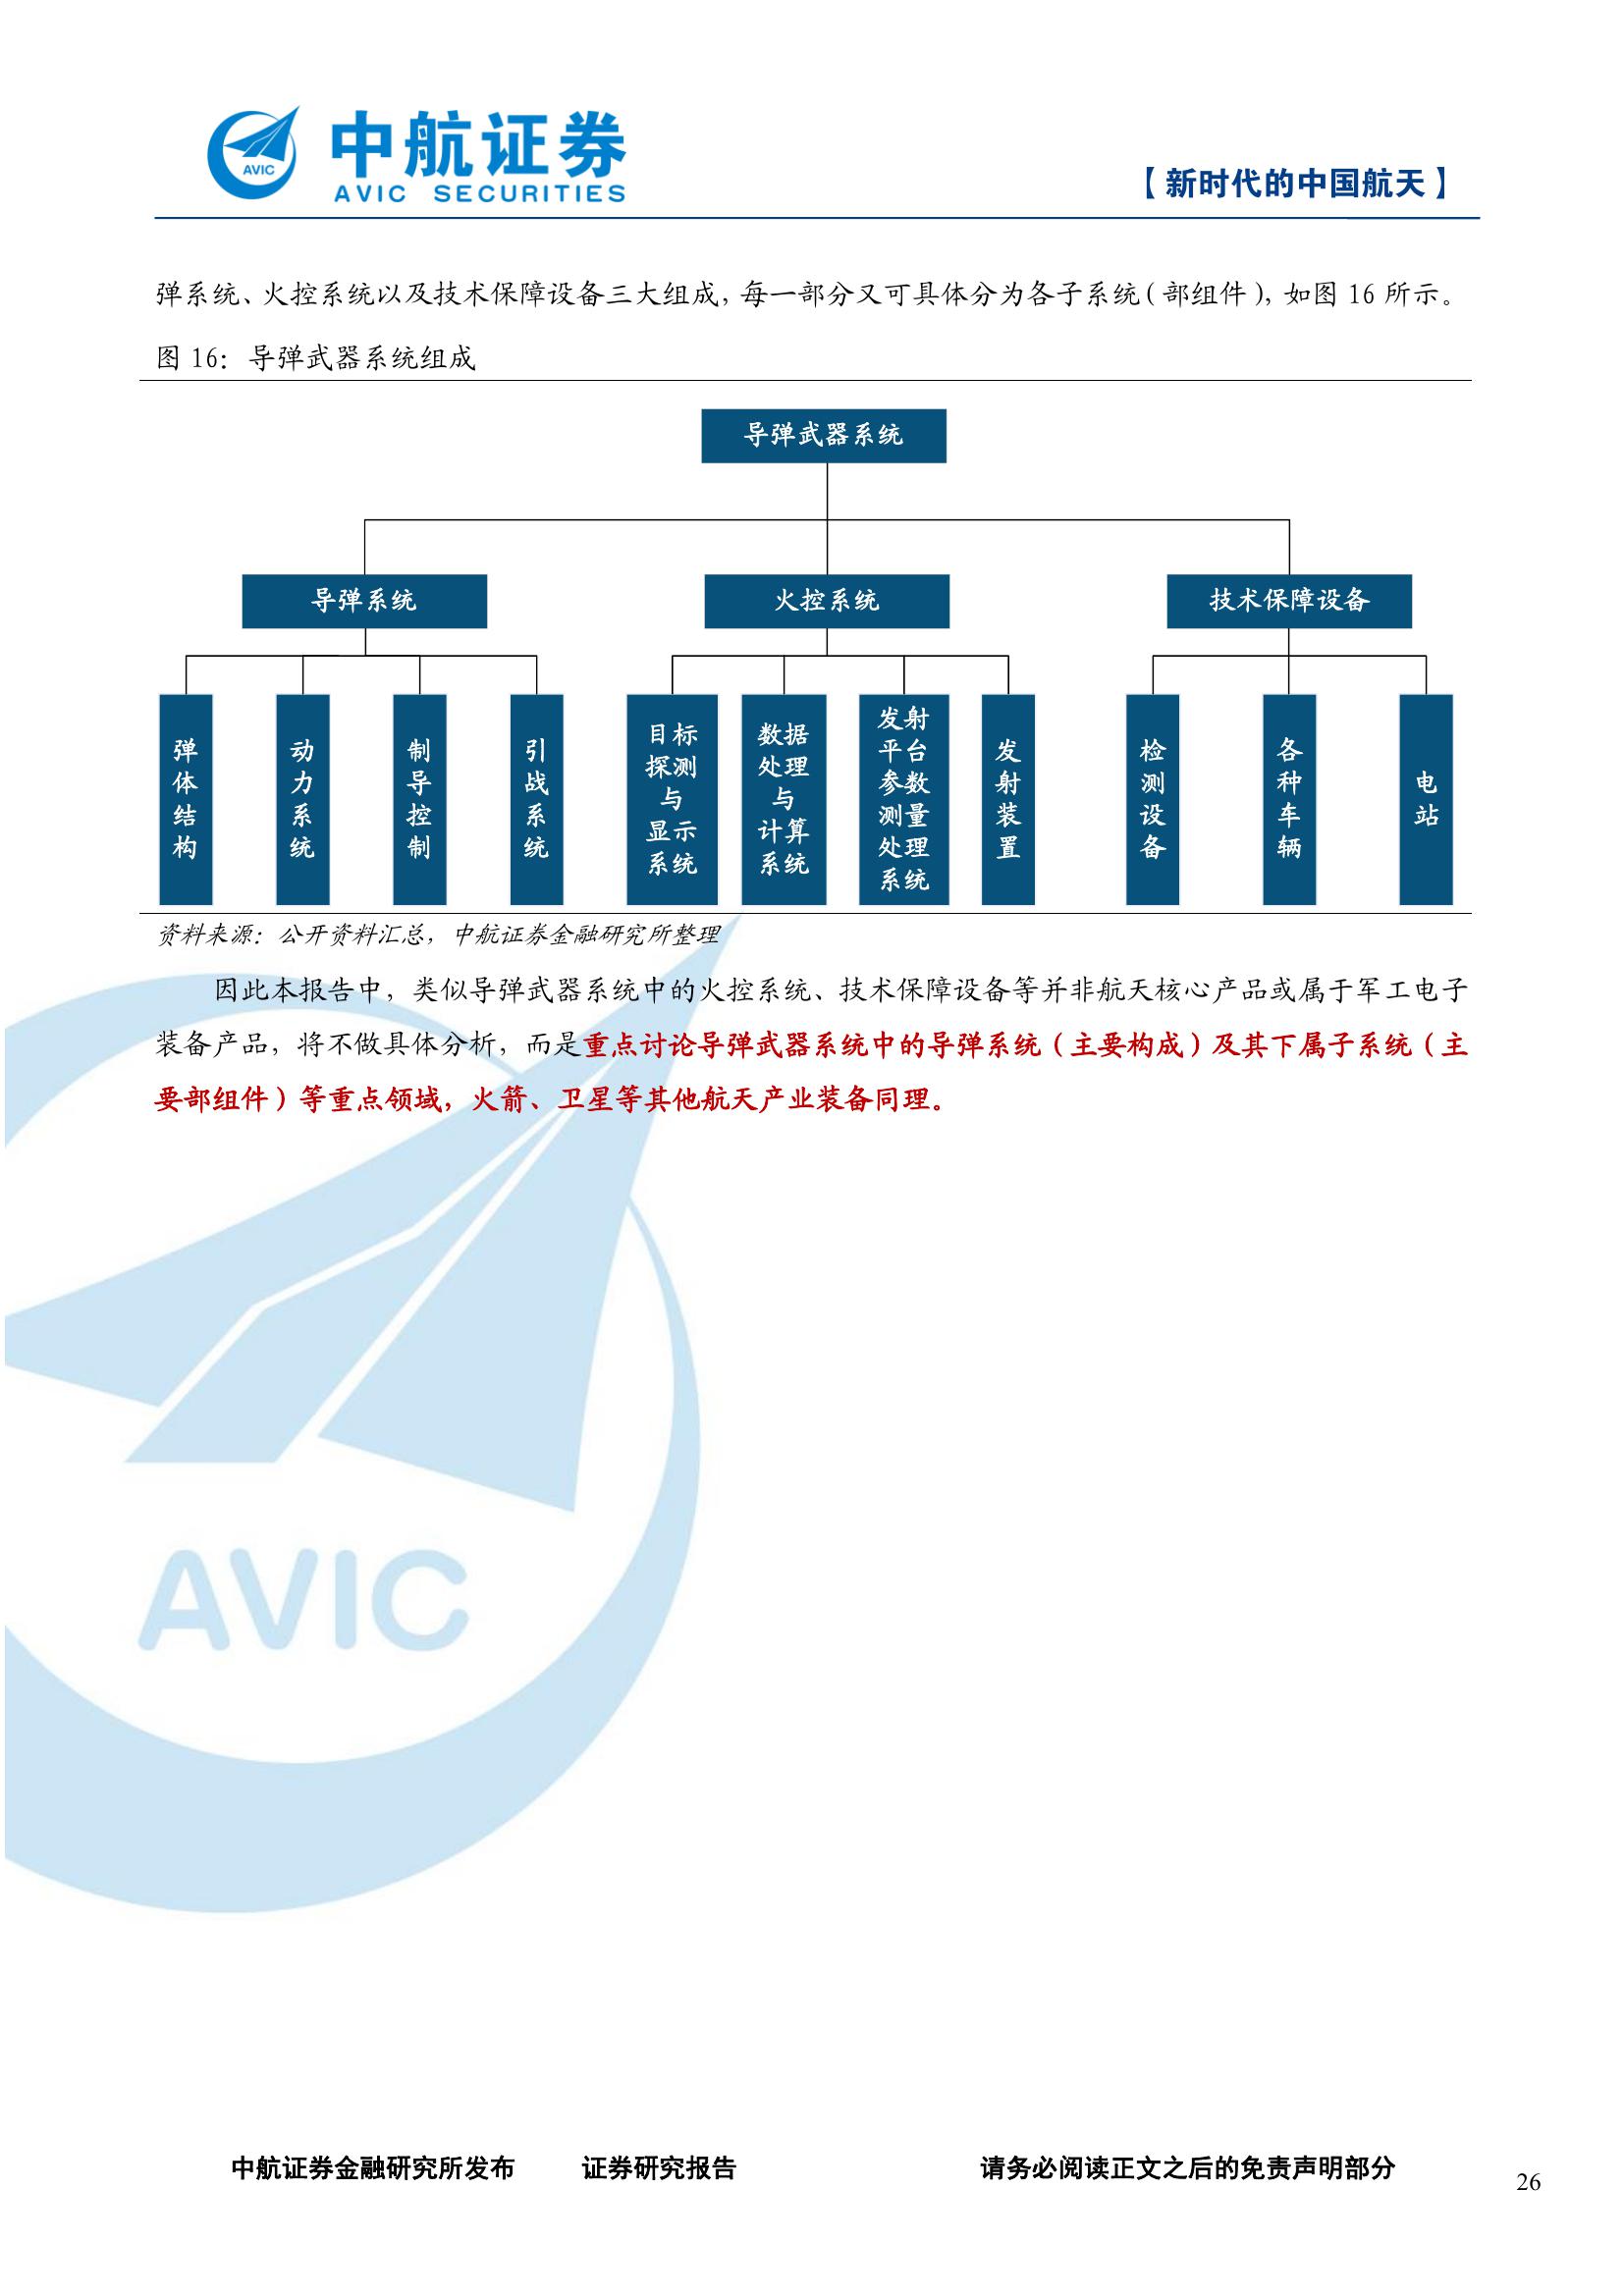 AVIC
中航证券
AVIC SECURITIES
【新时代的中国航天】
弹系统、火控系统以及技术保障设备三大组成，每一部分又可具体分为各子系统（部组件），如图 16 所示。
图 16：导弹武器系统组成
导弹武器系统
导弹系统
火控系统
技术保障设备
弹体结构
动力系统
制导控制
引战系统
目标
探测
与
显示
系统
数据
处理
与
计算
系统
发射
平台
参数
测量
处理
系统
发射装置
检测设备
各种车辆
电站
资料来源：公开资料汇总，中航证券金融研究所整理
因此本报告中，类似导弹武器系统中的火控系统、技术保障设备等并非航天核心产品或属于军工电子
装备产品，将不做具体分析，而是重点讨论导弹武器系统中的导弹系统（主要构成）及其下属子系统（主
要部组件）等重点领域，火箭、卫星等其他航天产业装备同理。
AVIC
中航证券金融研究所发布 证券研究报告 请务必阅读正文之后的免责声明部分
26